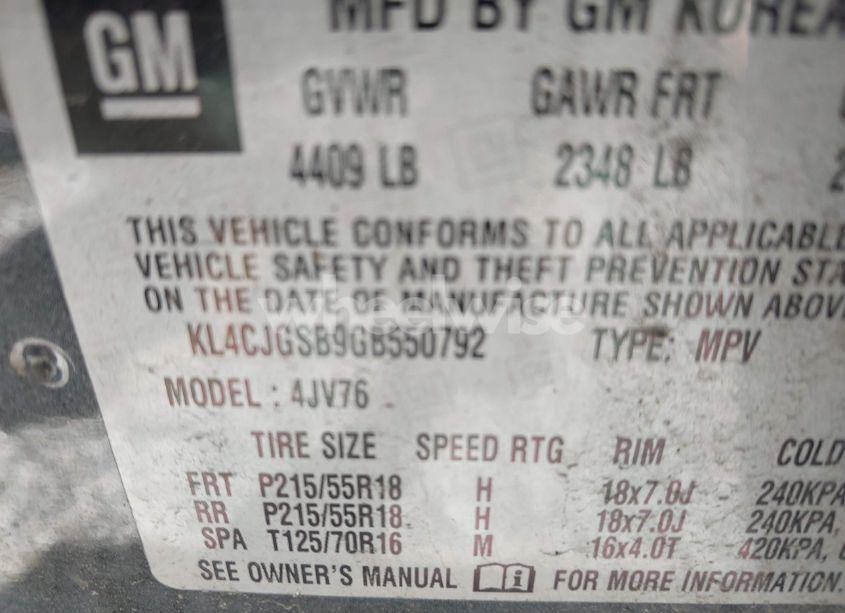 GM
MFD BY GM KOREA
GVWR GAWR FRT
4409 LB 2348 LB
THIS VEHICLE CONFORMS TO ALL APPLICABLE
VEHICLE SAFETY AND THEFT PREVENTION STA
ON THE DATE OF MANUFACTURE SHOWN ABOVE
wheelwise
KL4CJGSB9GB550792 TYPE: MPV
MODEL : 4JV76
TIRE SIZE SPEED RTG RIM COLD
FRT P215/55R18 H 18x7.0J 240KPA
RR P215/55R18 H 18x7.0J 240KPA,
SPA T125/70R16 M 16x4.0T 420KPA,
SEE OWNER'S MANUAL i FOR MORE INFORMATION.